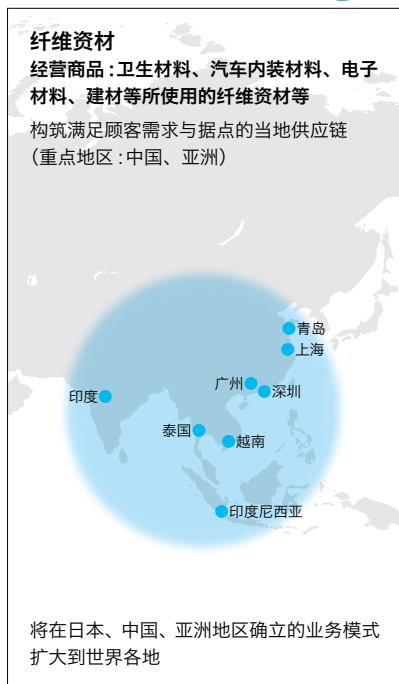 纤维资材
经营商品：卫生材料、汽车内装材料、电子
材料、建材等所使用的纤维资材等
构筑满足顾客需求与据点的当地供应链
（重点地区：中国、亚洲）
青岛
上海
广州
深圳
印度
泰国
越南
印度尼西亚
将在日本、中国、亚洲地区确立的业务模式
扩大到世界各地